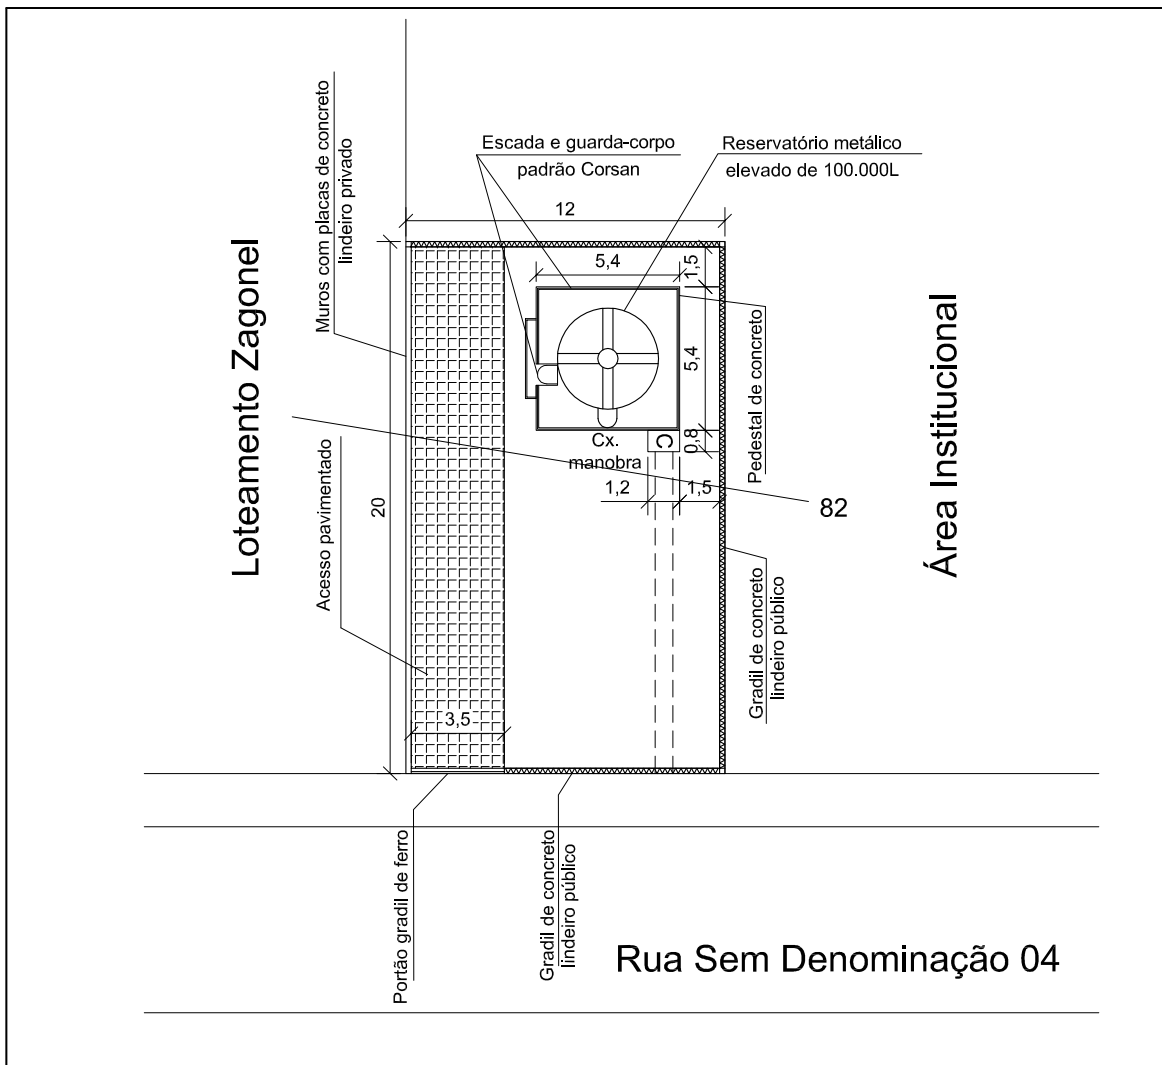 Muros com placas de concreto
lindeiro privado
Escada e guarda-corpo
padrão Corsan
Reservatório metálico
elevado de 100.000L
12
5,4
1,5
Loteamento Zagonel
5,4
Pedestal de concreto
Área Institucional
Cx.
manobra
C
0,8
1,2
1,5
82
20
Acesso pavimentado
Gradil de concreto
lindeiro público
3,5
Portão gradil de ferro
Gradil de concreto
lindeiro público
Rua Sem Denominação 04